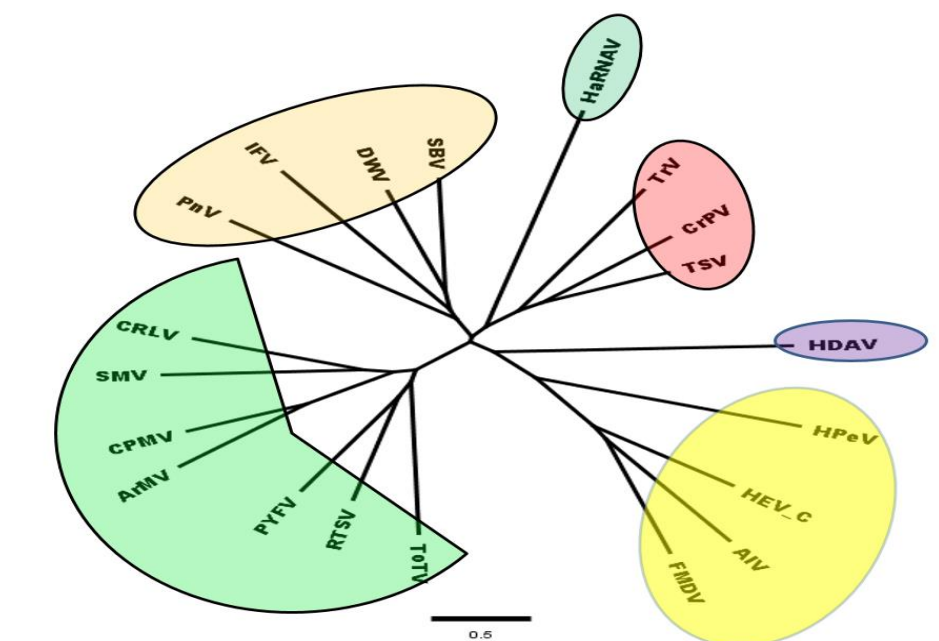 HaRNAV
SBV
DWV
IFV
PnV
TrV
CrPV
TSV
CRLV
SMV
HDAV
CPMV
ArMV
HPeV
PYFV
RTSV
ToTV
HEV_C
AIV
FMDV
0.5